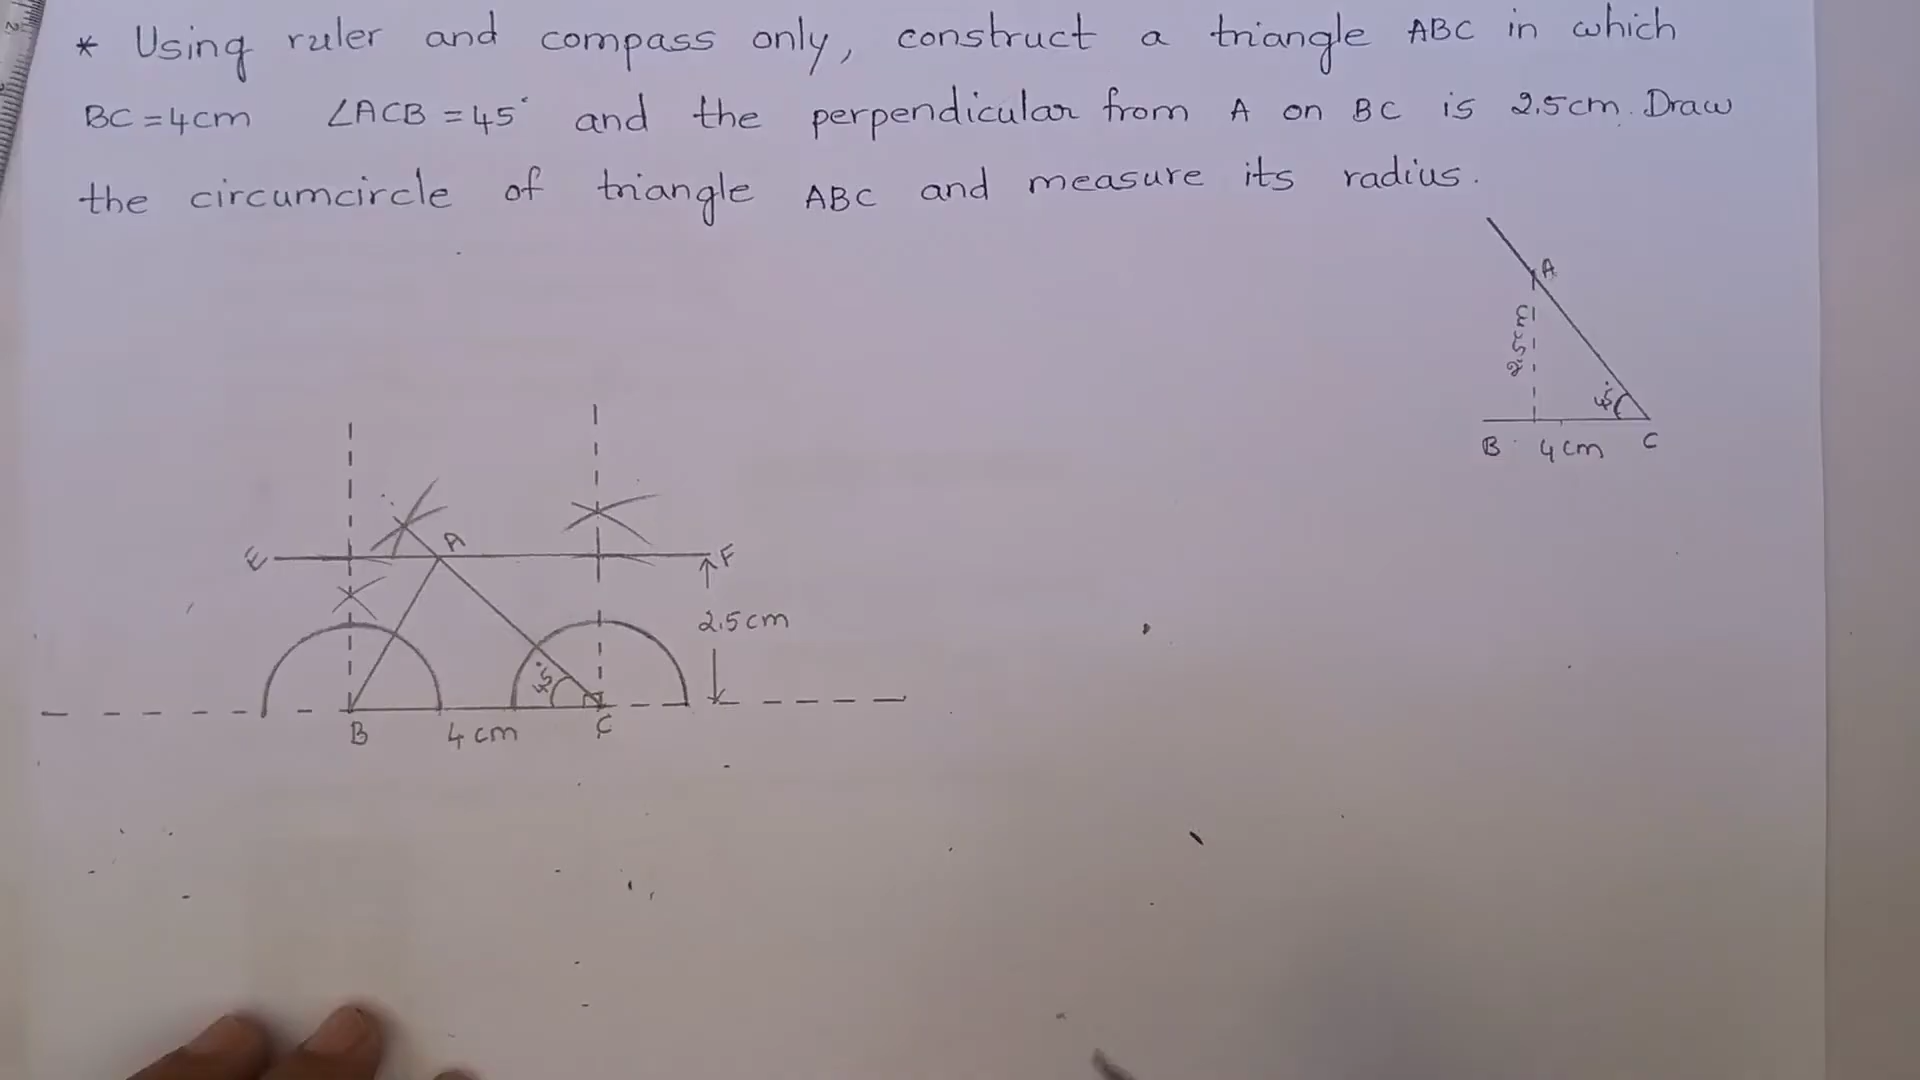 * Using ruler and compass only, construct a triangle ABC in which
BC = 4cm ∠ACB = 45° and the perpendicular from A on BC is 2.5cm. Draw
the circumcircle of triangle ABC and measure its radius.
A
2.5cm
45°
B 4cm C
E A F
2.5cm
45°
B 4cm C